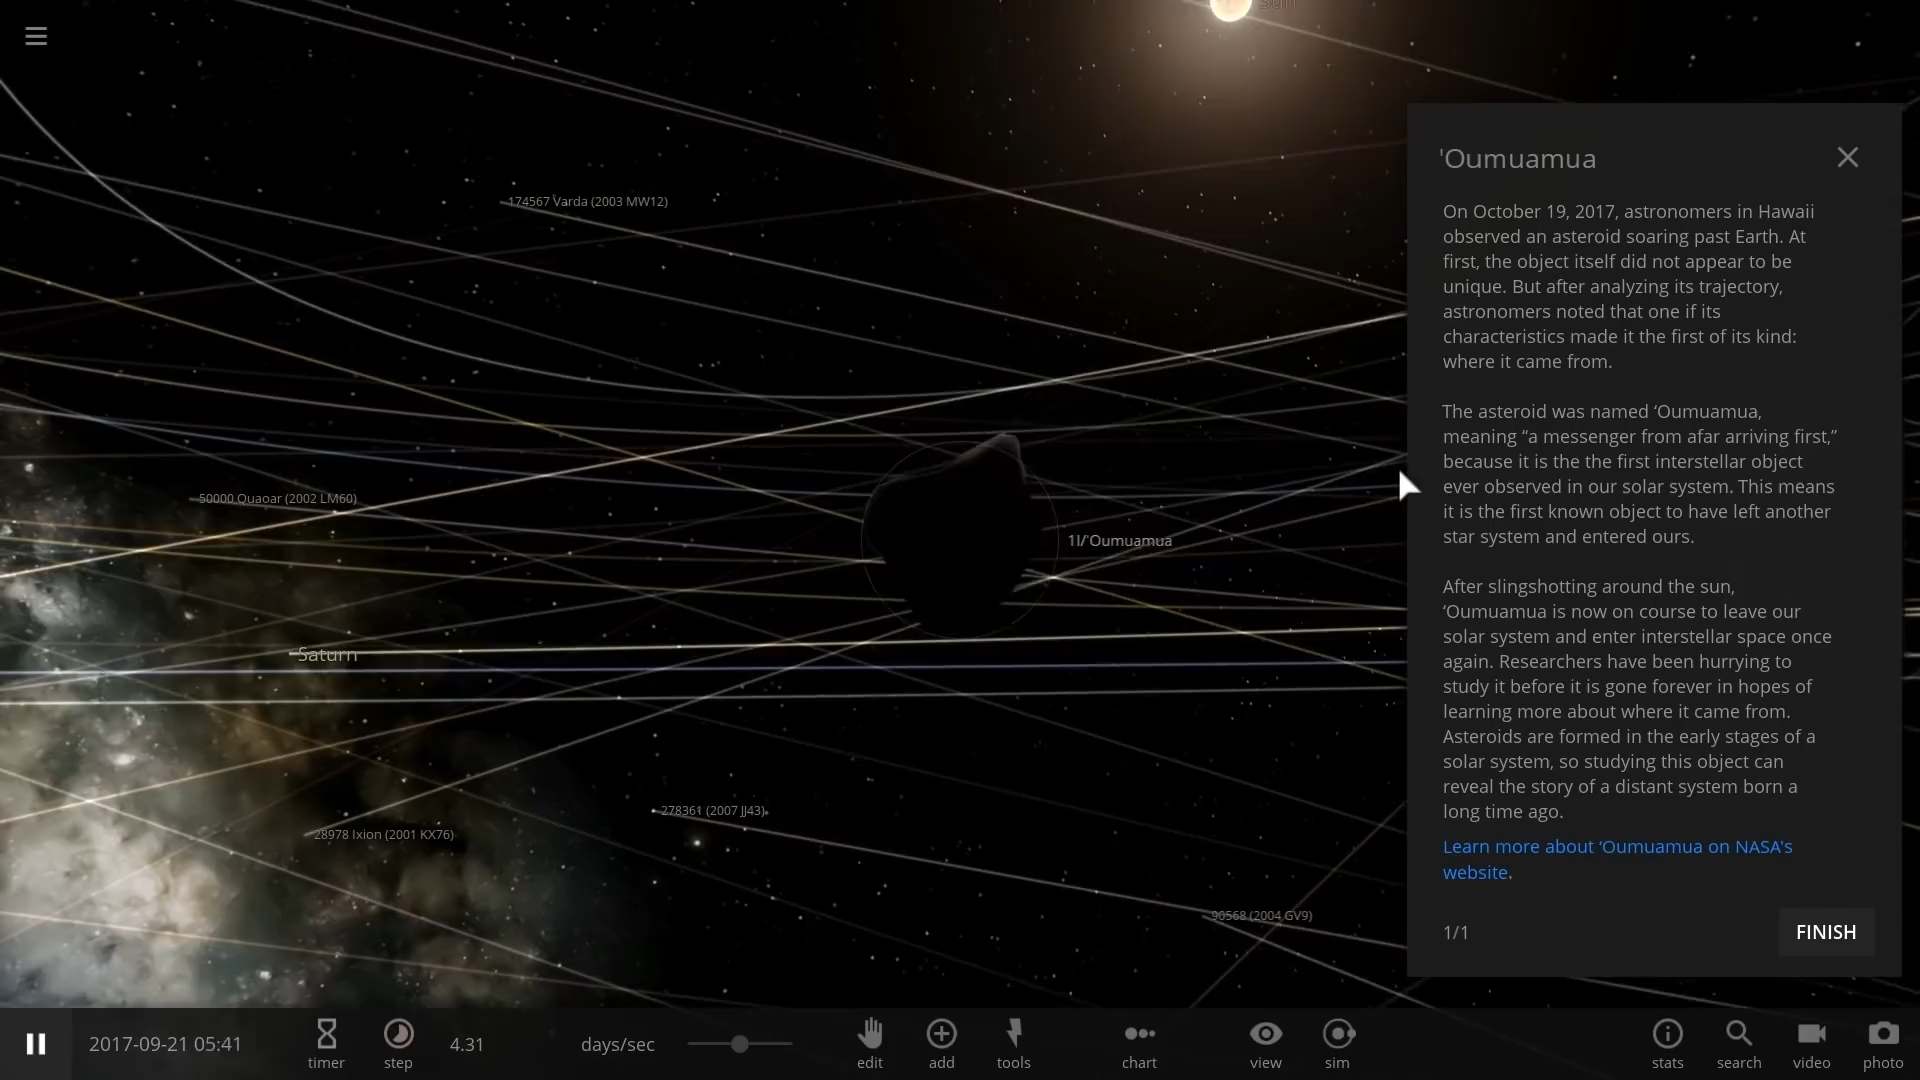 Sun
'Oumuamua
On October 19, 2017, astronomers in Hawaii
observed an asteroid soaring past Earth. At
first, the object itself did not appear to be
unique. But after analyzing its trajectory,
astronomers noted that one if its
characteristics made it the first of its kind:
where it came from.
The asteroid was named ‘Oumuamua,
meaning “a messenger from afar arriving first,”
because it is the the first interstellar object
ever observed in our solar system. This means
it is the first known object to have left another
star system and entered ours.
After slingshotting around the sun,
‘Oumuamua is now on course to leave our
solar system and enter interstellar space once
again. Researchers have been hurrying to
study it before it is gone forever in hopes of
learning more about where it came from.
Asteroids are formed in the early stages of a
solar system, so studying this object can
reveal the story of a distant system born a
long time ago.
Learn more about ‘Oumuamua on NASA's
website.
1/1
FINISH
174567 Varda (2003 MW12)
50000 Quaoar (2002 LM60)
1I/'Oumuamua
Saturn
278361 (2007 JJ43)
28978 Ixion (2001 KX76)
90568 (2004 GV9)
2017-09-21 05:41
timer
step
4.31
days/sec
edit
add
tools
chart
view
sim
stats
search
video
photo